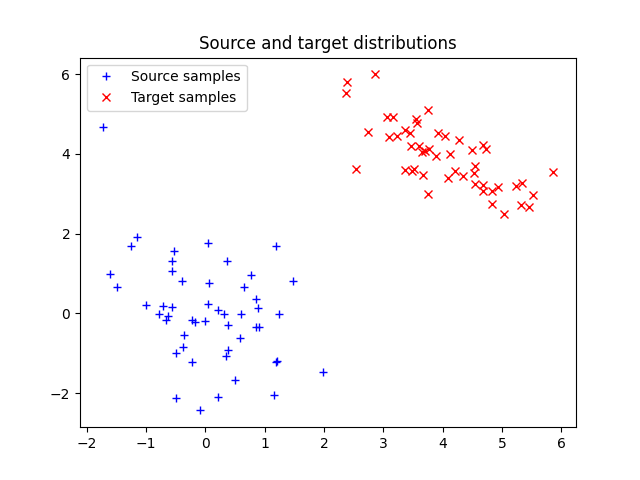 Source and target distributions
Source samples
Target samples
6
4
2
0
−2
−2 −1 0 1 2 3 4 5 6